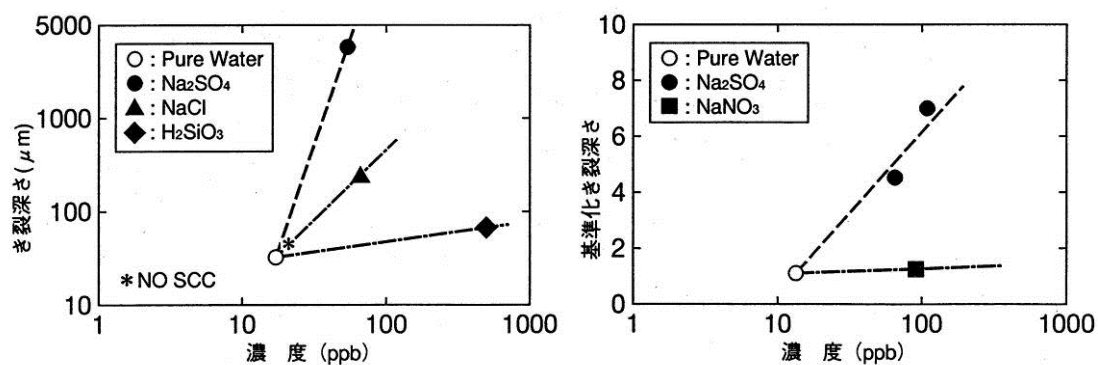 5000
1000
100
10
き裂深さ(μm)
○: Pure Water
●: Na₂SO₄
▲: NaCl
◆: H₂SiO₃
*
*NO SCC
1 10 100 1000
濃 度 (ppb)
10
8
6
4
2
0
基準化き裂深さ
○: Pure Water
●: Na₂SO₄
■: NaNO₃
1 10 100 1000
濃 度 (ppb)